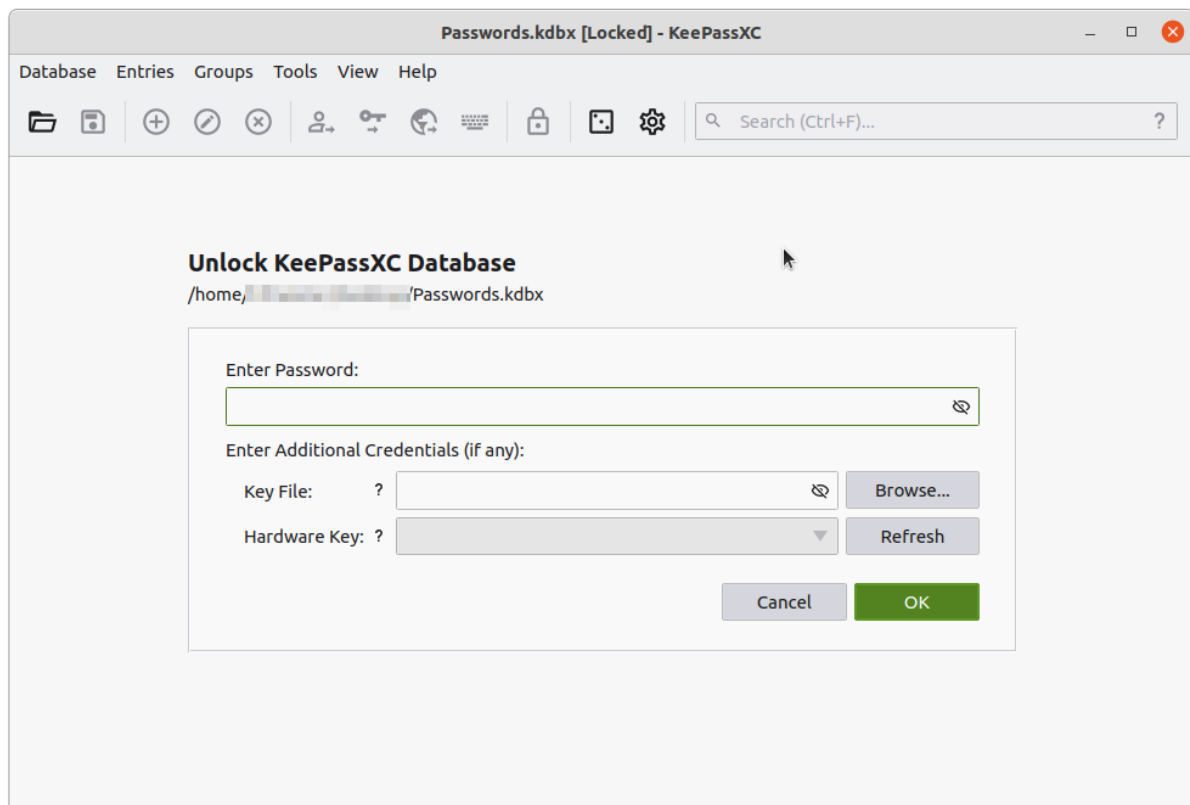 Passwords.kdbx [Locked] - KeePassXC
Database Entries Groups Tools View Help
Search (Ctrl+F)... ?
Unlock KeePassXC Database
/home/ /Passwords.kdbx
Enter Password:
Enter Additional Credentials (if any):
Key File: ? Browse...
Hardware Key: ? Refresh
Cancel OK